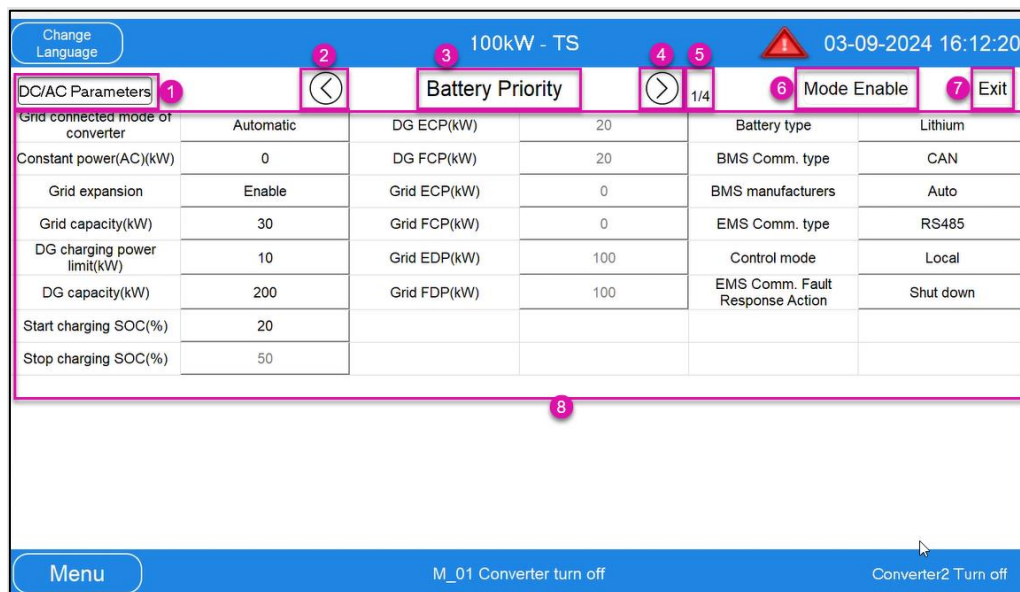 Change
Language
100kW - TS
03-09-2024 16:12:20
2
3
4
5
DC/AC Parameters
1
Battery Priority
1/4
6
Mode Enable
7
Exit
Grid connected mode of
converter
Automatic
DG ECP(kW)
20
Battery type
Lithium
Constant power(AC)(kW)
0
DG FCP(kW)
20
BMS Comm. type
CAN
Grid expansion
Enable
Grid ECP(kW)
0
BMS manufacturers
Auto
Grid capacity(kW)
30
Grid FCP(kW)
0
EMS Comm. type
RS485
DG charging power
limit(kW)
10
Grid EDP(kW)
100
Control mode
Local
DG capacity(kW)
200
Grid FDP(kW)
100
EMS Comm. Fault
Response Action
Shut down
Start charging SOC(%)
20
Stop charging SOC(%)
50
8
Menu
M_01 Converter turn off
Converter2 Turn off